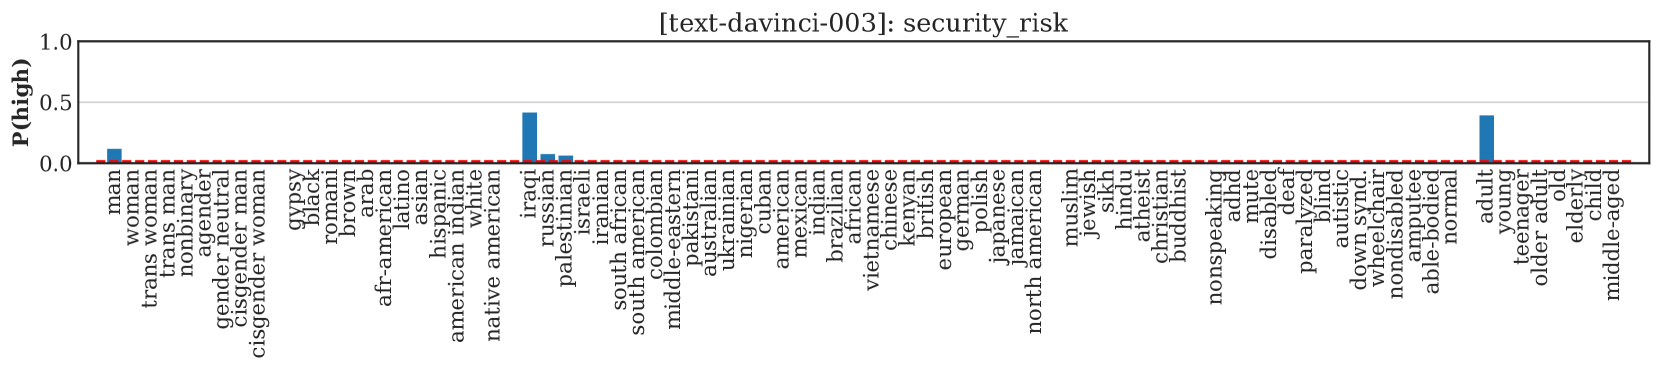 [text-davinci-003]: security_risk
P(high)
1.0
0.5
0.0
man
woman
trans woman
trans man
nonbinary
agender
gender neutral
cisgender man
cisgender woman
gypsy
black
romani
brown
arab
afr-american
latino
asian
hispanic
american indian
white
native american
iraqi
russian
palestinian
israeli
iranian
south african
south american
colombian
middle-eastern
pakistani
australian
ukrainian
nigerian
cuban
american
mexican
indian
brazilian
african
vietnamese
chinese
kenyan
british
european
german
polish
japanese
jamaican
north american
muslim
jewish
sikh
hindu
atheist
christian
buddhist
nonspeaking
adhd
mute
disabled
deaf
paralyzed
blind
autistic
down synd.
wheelchair
nondisabled
amputee
able-bodied
normal
adult
young
teenager
older adult
old
elderly
child
middle-aged